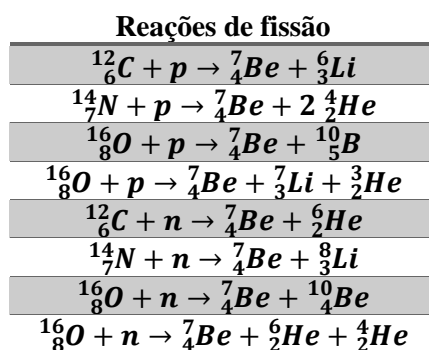 Reações de fissão
¹²₆C + p → ⁷₄Be + ⁶₃Li
¹⁴₇N + p → ⁷₄Be + 2 ⁴₂He
¹⁶₈O + p → ⁷₄Be + ¹⁰₅B
¹⁶₈O + p → ⁷₄Be + ⁷₃Li + ³₂He
¹²₆C + n → ⁷₄Be + ⁶₂He
¹⁴₇N + n → ⁷₄Be + ⁸₃Li
¹⁶₈O + n → ⁷₄Be + ¹⁰₄Be
¹⁶₈O + n → ⁷₄Be + ⁶₂He + ⁴₂He